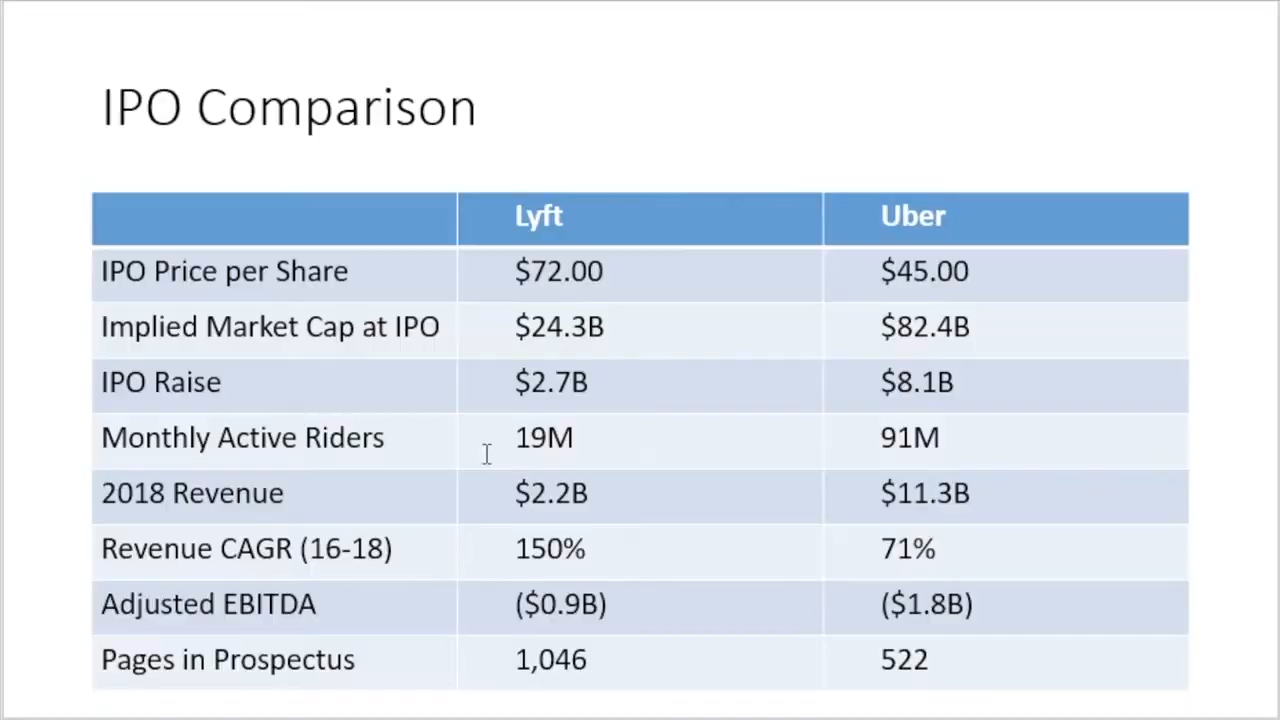 IPO Comparison
Lyft Uber
IPO Price per Share $72.00 $45.00
Implied Market Cap at IPO $24.3B $82.4B
IPO Raise $2.7B $8.1B
Monthly Active Riders 19M 91M
2018 Revenue $2.2B $11.3B
Revenue CAGR (16-18) 150% 71%
Adjusted EBITDA ($0.9B) ($1.8B)
Pages in Prospectus 1,046 522